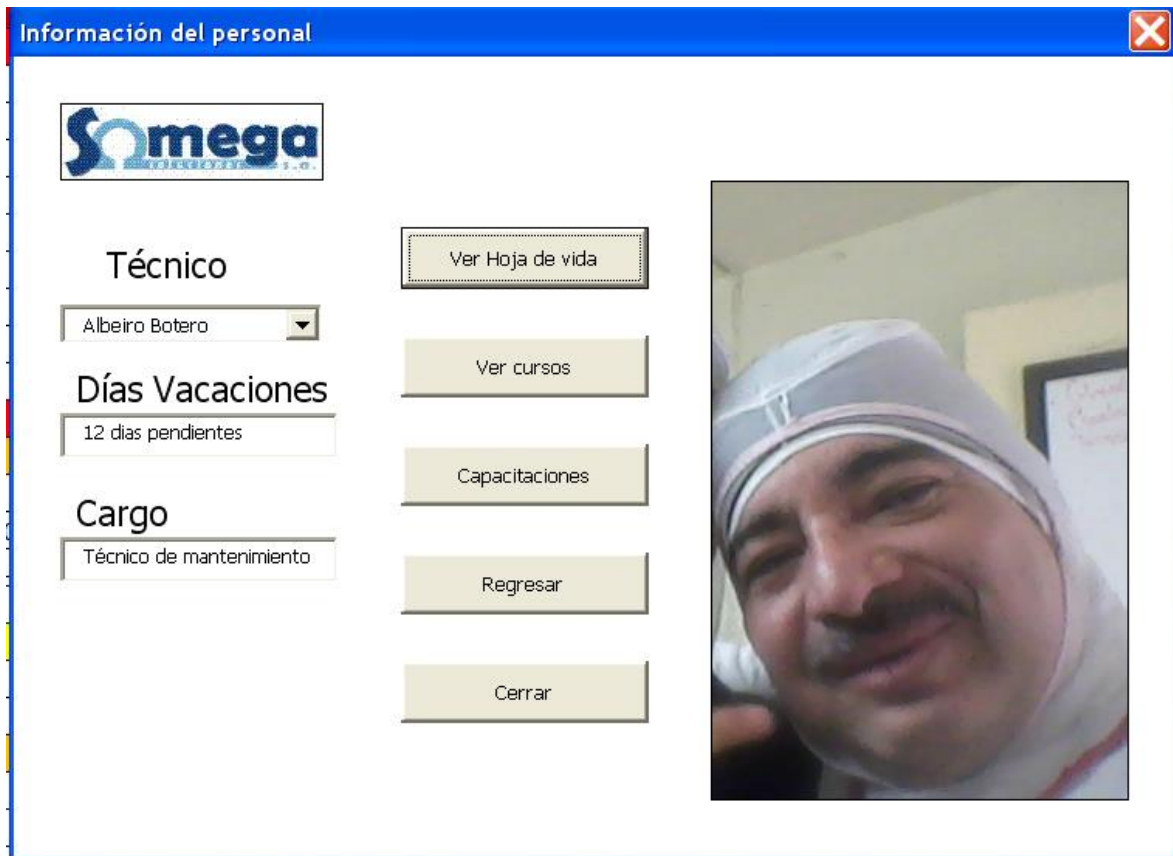 Información del personal
Somega
soluciones s.a.
Técnico
Albeiro Botero
Días Vacaciones
12 dias pendientes
Cargo
Técnico de mantenimiento
Ver Hoja de vida
Ver cursos
Capacitaciones
Regresar
Cerrar